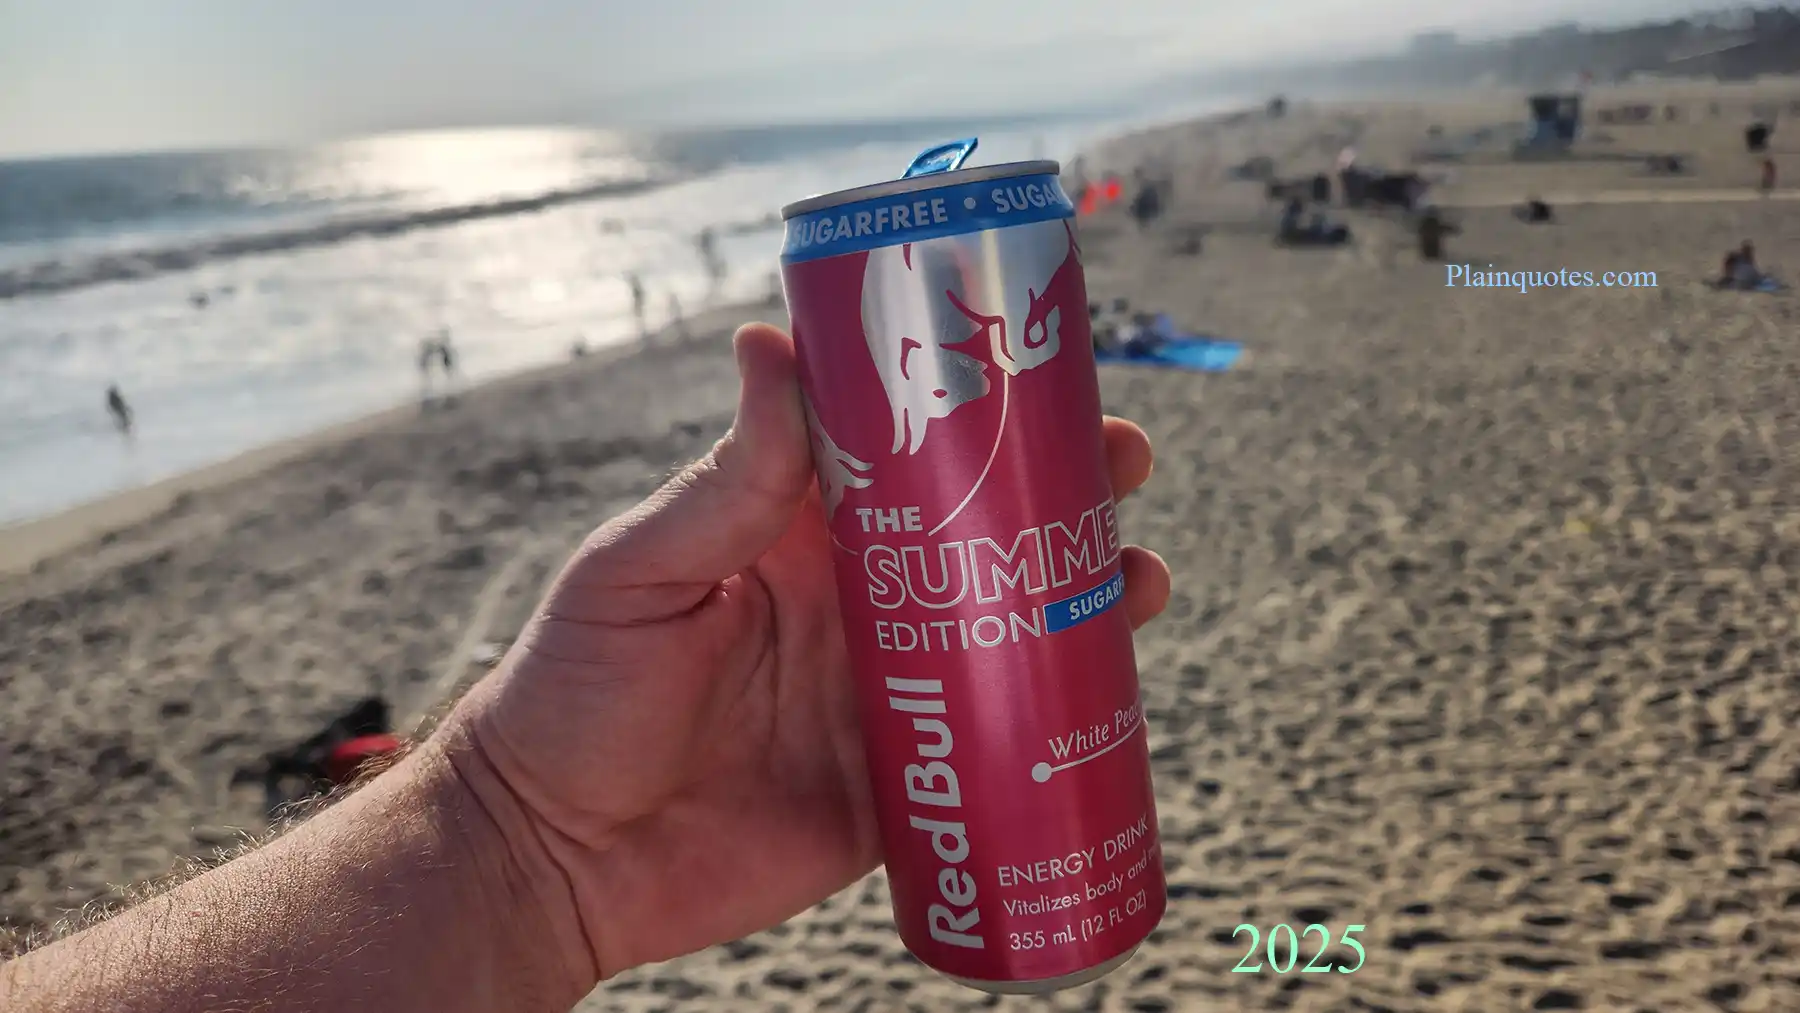 SUGARFREE • SUGA
Plainquotes.com
THE
SUMME
EDITION
SUGARF
White Peac
Red Bull
ENERGY DRINK
Vitalizes body and m
355 mL (12 FL OZ)
2025